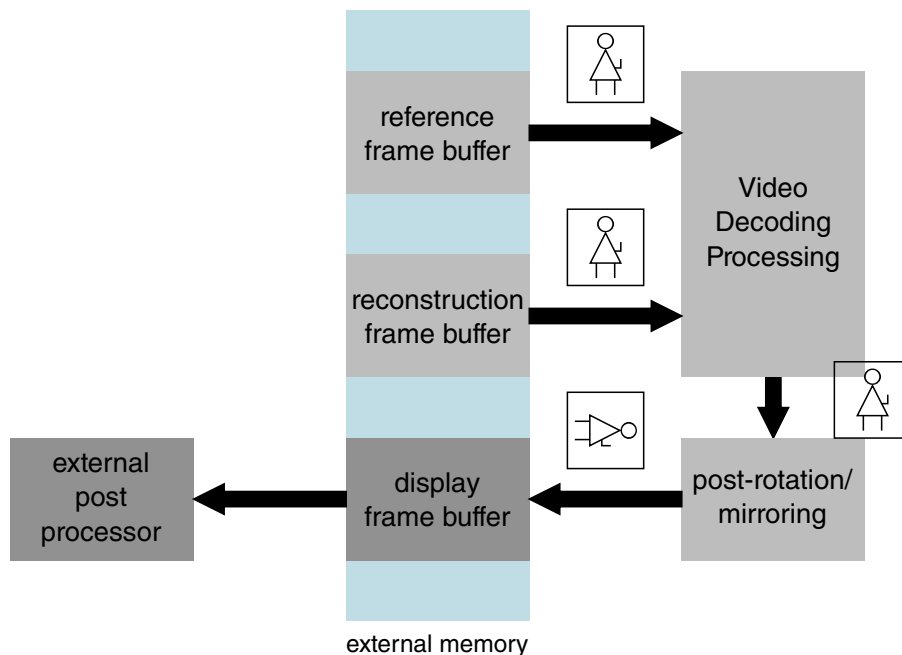 reference
frame buffer
Video
Decoding
Processing
reconstruction
frame buffer
external
post
processor
display
frame buffer
post-rotation/
mirroring
external memory